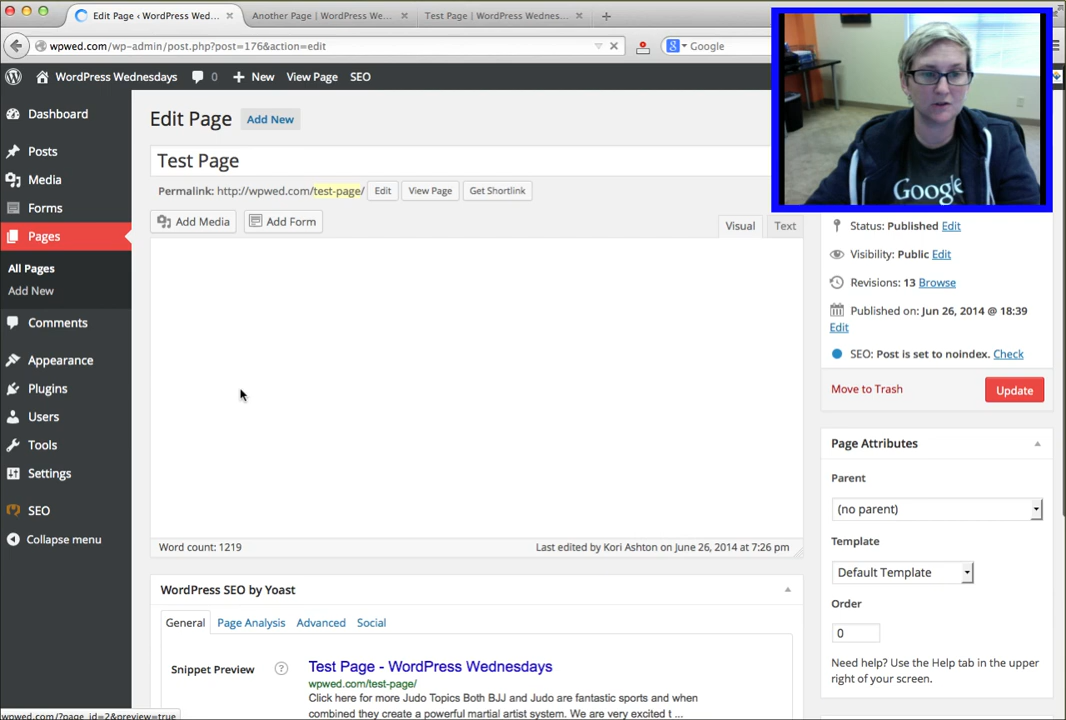 Edit Page ‹ WordPress Wed...
Another Page | WordPress We...
Test Page | WordPress Wednes...
wpwed.com/wp-admin/post.php?post=176&action=edit
Google
WordPress Wednesdays
0
New
View Page
SEO
Dashboard
Posts
Media
Forms
Pages
All Pages
Add New
Comments
Appearance
Plugins
Users
Tools
Settings
SEO
Collapse menu
Edit Page
Add New
Test Page
Permalink: http://wpwed.com/test-page/
Edit
View Page
Get Shortlink
Add Media
Add Form
Visual
Text
Word count: 1219
Last edited by Kori Ashton on June 26, 2014 at 7:26 pm
WordPress SEO by Yoast
General
Page Analysis
Advanced
Social
Snippet Preview
?
Test Page - WordPress Wednesdays
wpwed.com/test-page/
Click here for more Judo Topics Both BJJ and Judo are fantastic sports and when
combined they create a powerful martial artist system. We are very excited t ...
Google
Status: Published Edit
Visibility: Public Edit
Revisions: 13 Browse
Published on: Jun 26, 2014 @ 18:39
Edit
SEO: Post is set to noindex. Check
Move to Trash
Update
Page Attributes
Parent
(no parent)
Template
Default Template
Order
0
Need help? Use the Help tab in the upper
right of your screen.
wpwed.com/?page_id=2&preview=true